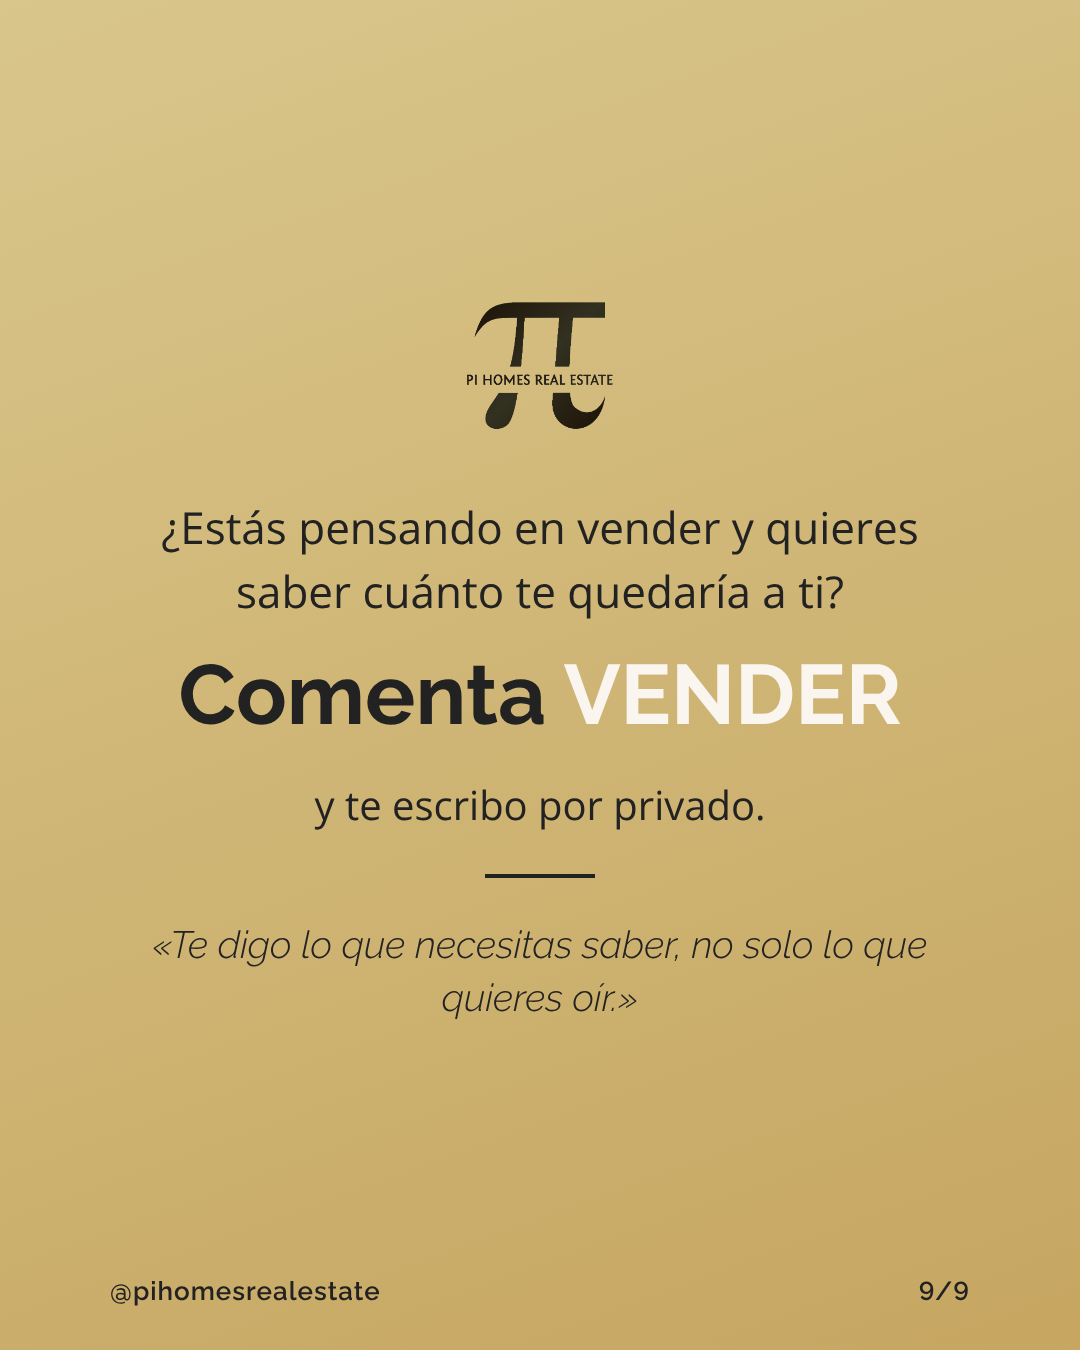 PI HOMES REAL ESTATE
¿Estás pensando en vender y quieres
saber cuánto te quedaría a ti?
Comenta VENDER
y te escribo por privado.
«Te digo lo que necesitas saber, no solo lo que
quieres oír.»
@pihomesrealestate
9/9